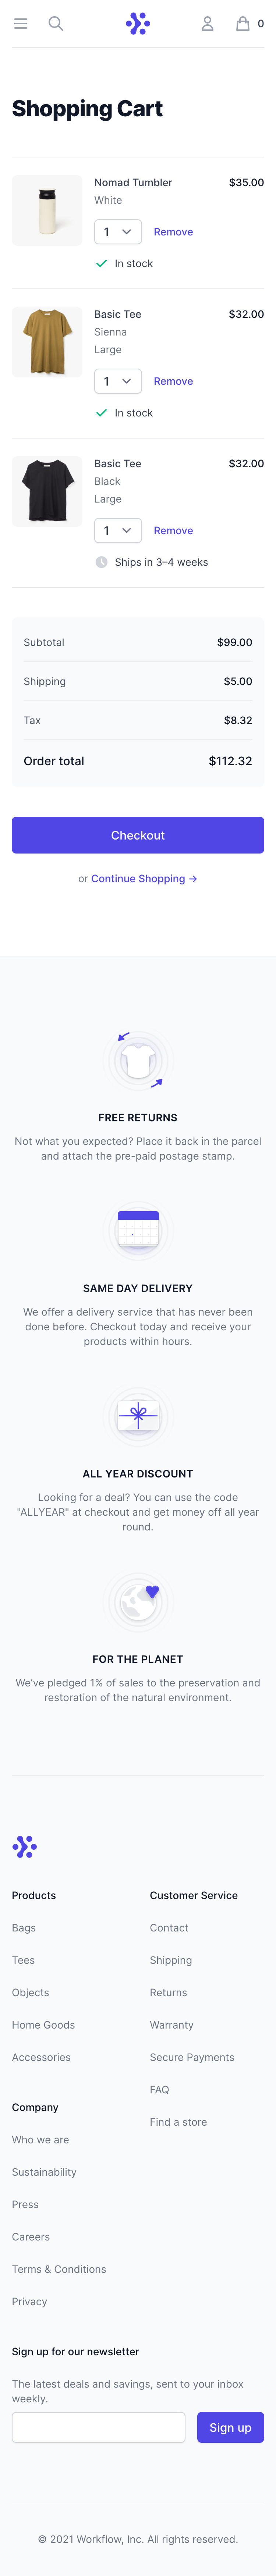 0
Shopping Cart
Nomad Tumbler $35.00
White
1 Remove
In stock
Basic Tee $32.00
Sienna
Large
1 Remove
In stock
Basic Tee $32.00
Black
Large
1 Remove
Ships in 3–4 weeks
Subtotal $99.00
Shipping $5.00
Tax $8.32
Order total $112.32
Checkout
or Continue Shopping →
FREE RETURNS
Not what you expected? Place it back in the parcel
and attach the pre-paid postage stamp.
SAME DAY DELIVERY
We offer a delivery service that has never been
done before. Checkout today and receive your
products within hours.
ALL YEAR DISCOUNT
Looking for a deal? You can use the code
"ALLYEAR" at checkout and get money off all year
round.
FOR THE PLANET
We've pledged 1% of sales to the preservation and
restoration of the natural environment.
Products
Bags
Tees
Objects
Home Goods
Accessories
Company
Who we are
Sustainability
Press
Careers
Terms & Conditions
Privacy
Customer Service
Contact
Shipping
Returns
Warranty
Secure Payments
FAQ
Find a store
Sign up for our newsletter
The latest deals and savings, sent to your inbox
weekly.
Sign up
© 2021 Workflow, Inc. All rights reserved.